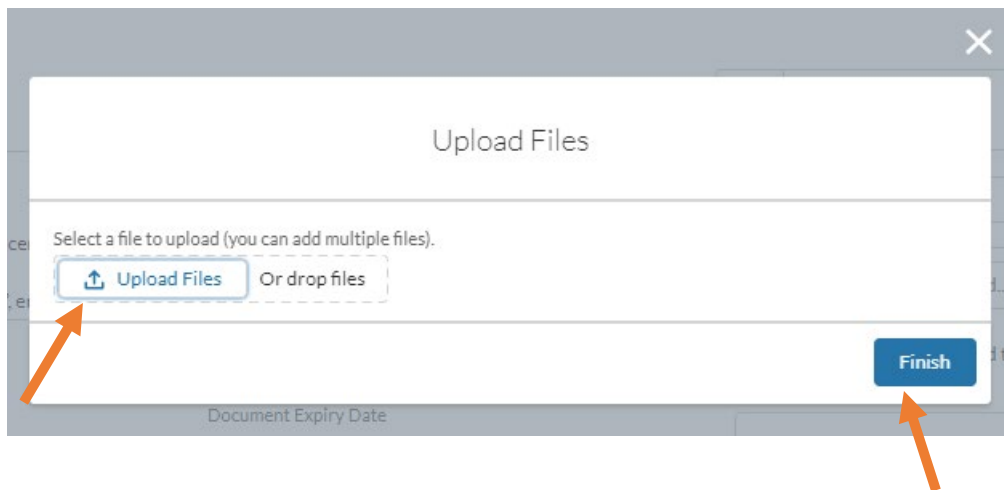 Upload Files
Select a file to upload (you can add multiple files).
Upload Files Or drop files
Finish
Document Expiry Date